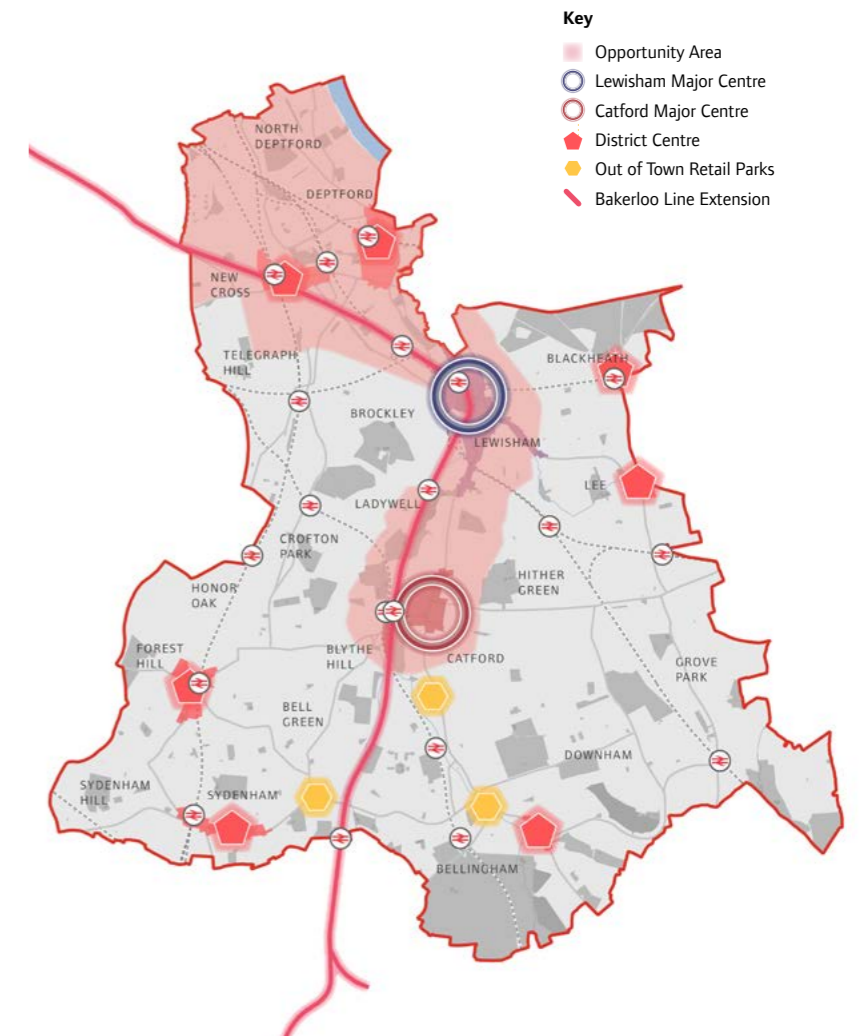 Key
Opportunity Area
Lewisham Major Centre
Catford Major Centre
District Centre
Out of Town Retail Parks
Bakerloo Line Extension
NORTH
DEPTFORD
DEPTFORD
NEW
CROSS
TELEGRAPH
HILL
BLACKHEATH
BROCKLEY
LEWISHAM
LEE
LADYWELL
CROFTON
PARK
HITHER
GREEN
HONOR
OAK
FOREST
HILL
BLYTHE
HILL
CATFORD
GROVE
PARK
BELL
GREEN
DOWNHAM
SYDENHAM
HILL
SYDENHAM
BELLINGHAM